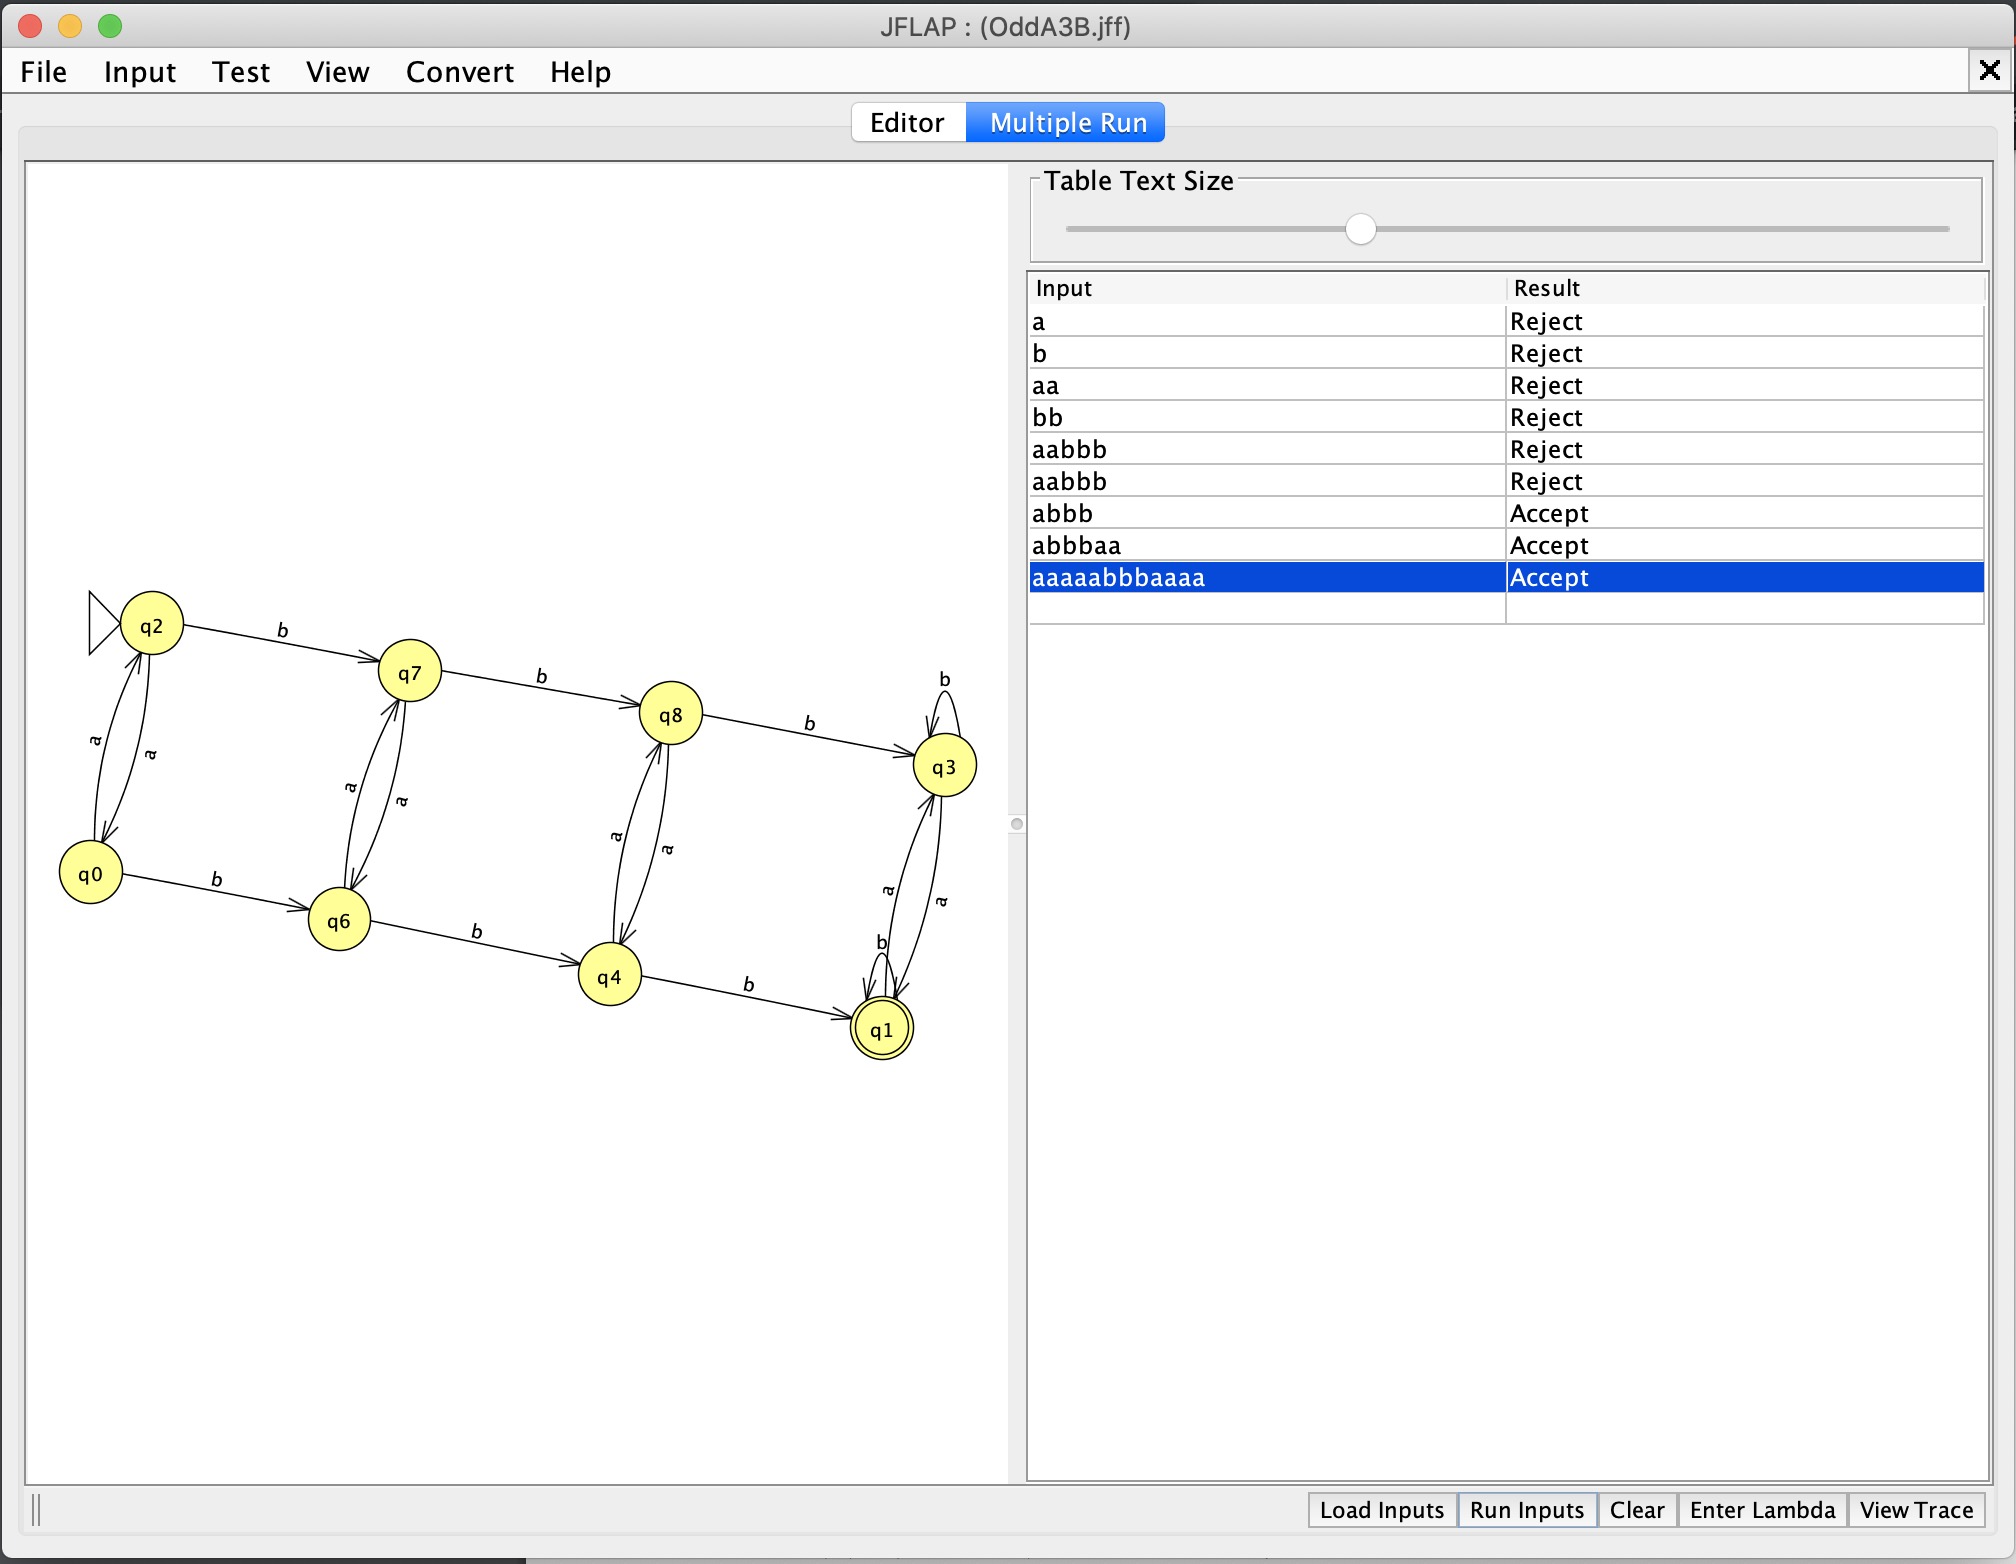 JFLAP : (OddA3B.jff)
File Input Test View Convert Help
Editor Multiple Run
Table Text Size
Input Result
a Reject
b Reject
aa Reject
bb Reject
aabbb Reject
aabbb Reject
abbb Accept
abbbaa Accept
aaaaabbbaaaa Accept
q2
b
q7
b
q8
b
b
q3
a
a
a
a
a
a
q0
b
q6
b
q4
b
a
a
b
q1
Load Inputs Run Inputs Clear Enter Lambda View Trace